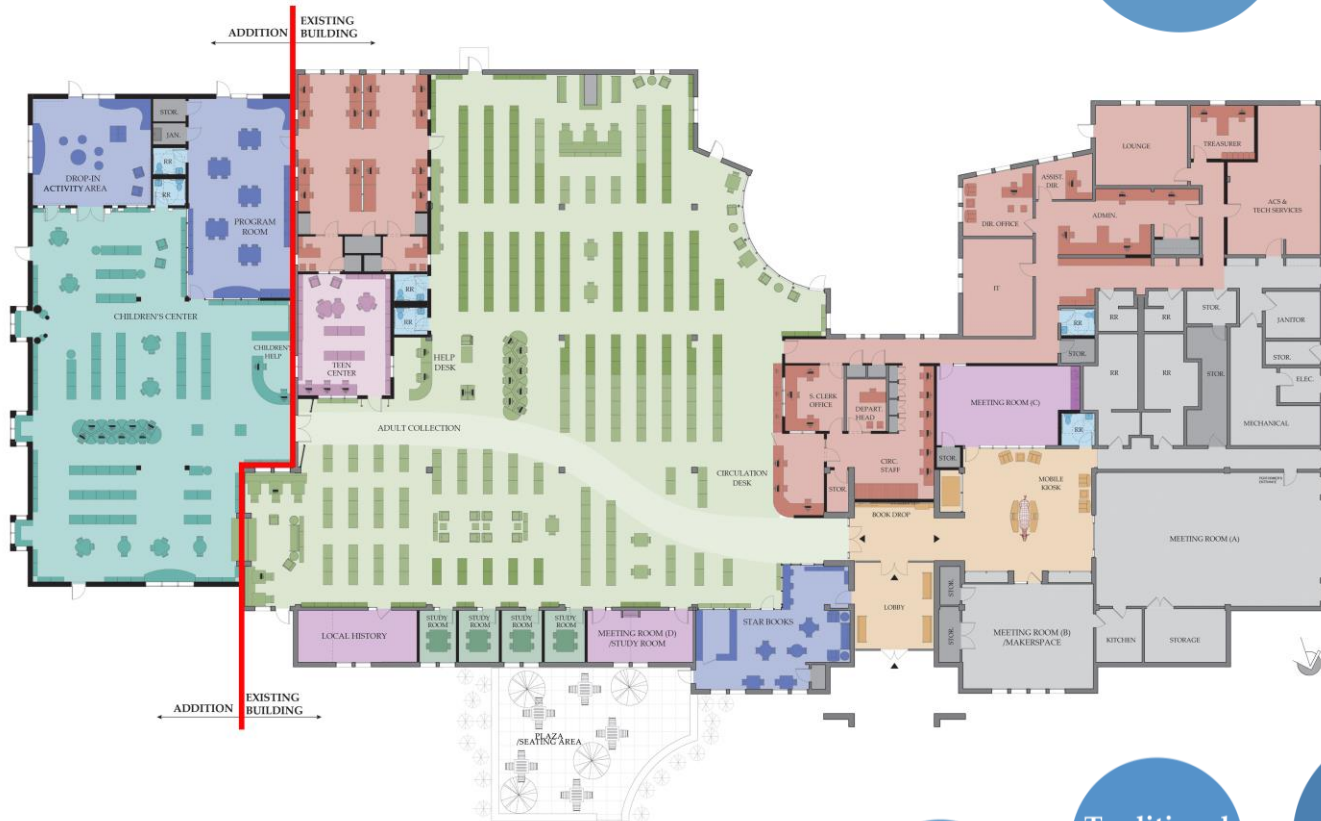 ADDITION
EXISTING
BUILDING
STOR.
JAN.
RR
RR
DROP-IN
ACTIVITY AREA
PROGRAM
ROOM
CHILDREN'S CENTER
CHILDREN'S
HELP
TEEN
CENTER
RR
RR
HELP
DESK
ADULT COLLECTION
CIRCULATION
DESK
LOUNGE
TREASURER
ASSIST.
DIR.
DIR. OFFICE
ADMIN.
ACS &
TECH SERVICES
IT
RR
RR
RR
STOR.
JANITOR
STOR.
STOR.
STOR.
ELEC.
RR
RR
MECHANICAL
S. CLERK
OFFICE
DEPART.
HEAD
MEETING ROOM (C)
RR
CIRC.
STAFF
STOR.
STOR.
MOBILE
KIOSK
BOOK DROP
MEETING ROOM (A)
LOBBY
STOR.
STOR.
MEETING ROOM (B)
/MAKERSPACE
KITCHEN
STORAGE
LOCAL HISTORY
STUDY
ROOM
STUDY
ROOM
STUDY
ROOM
STUDY
ROOM
MEETING ROOM (D)
/STUDY ROOM
STAR BOOKS
ADDITION
EXISTING
BUILDING
PLAZA
/SEATING AREA